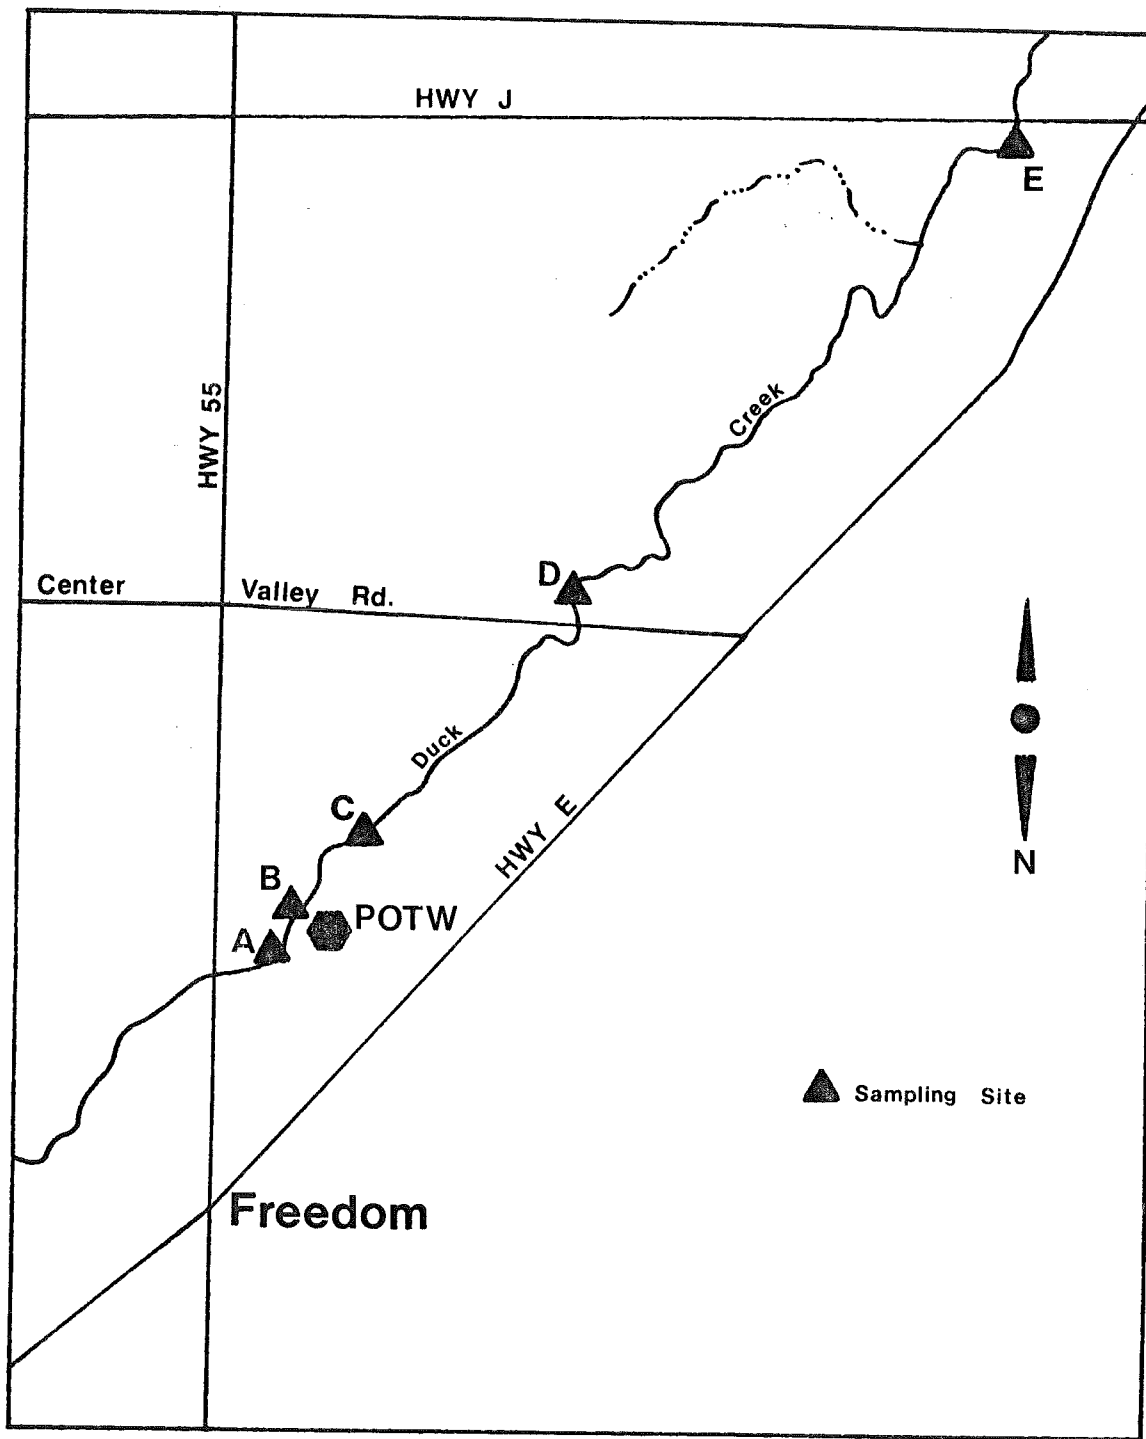 HWY J
E
HWY 55
Creek
D
Center Valley Rd.
Duck
C
HWY E
N
B
POTW
A
Sampling Site
Freedom